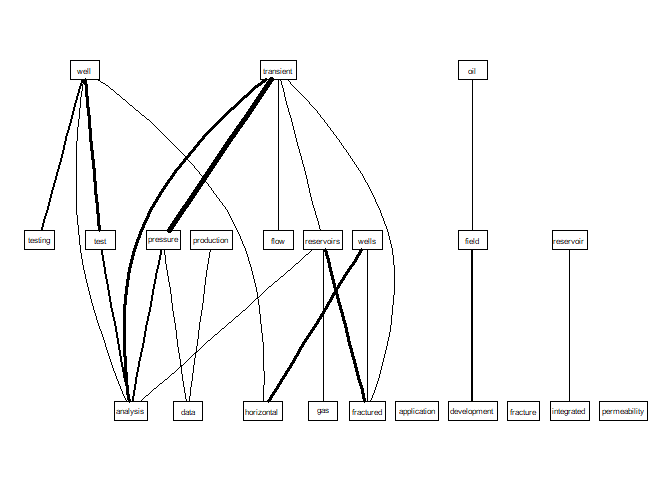 well transient oil
testing test pressure production flow reservoirs wells field reservoir
analysis data horizontal gas fractured application development fracture integrated permeability